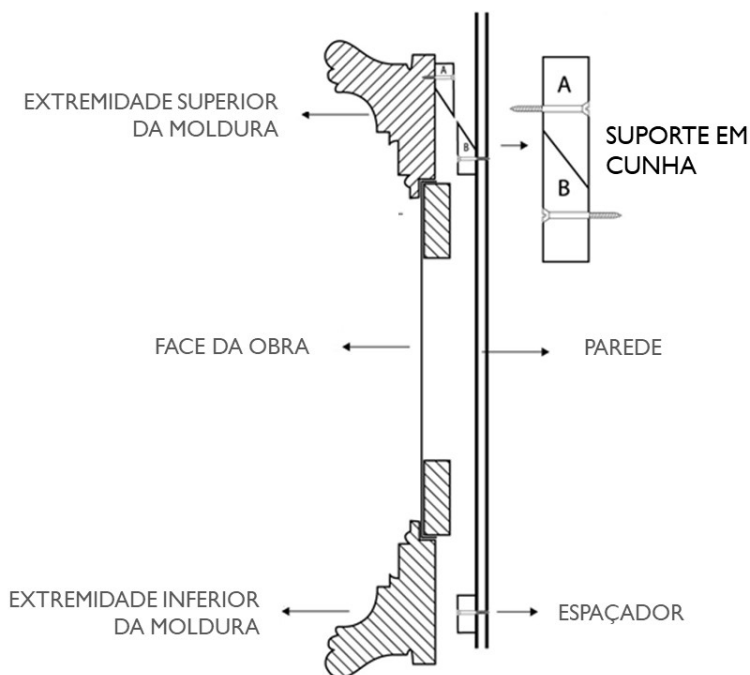 EXTREMIDADE SUPERIOR
DA MOLDURA
A
B
A
B
SUPORTE EM
CUNHA
FACE DA OBRA
PAREDE
EXTREMIDADE INFERIOR
DA MOLDURA
ESPAÇADOR